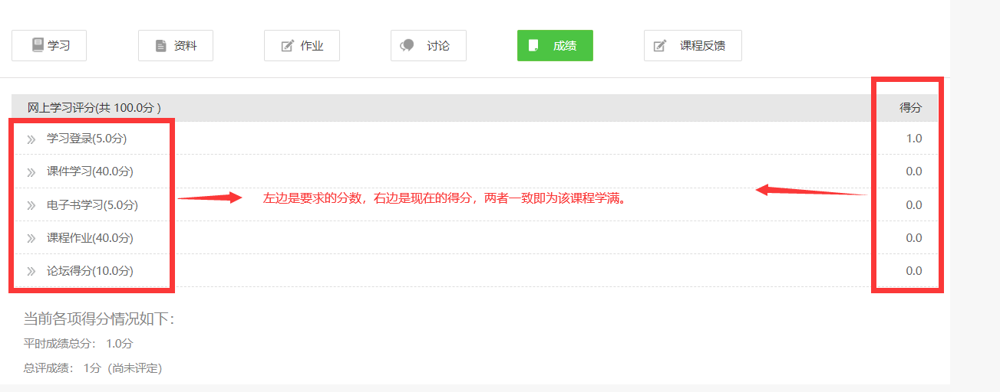 学习 资料 作业 讨论 成绩 课程反馈
网上学习评分(共 100.0分 ) 得分
学习登录(5.0分) 1.0
课件学习(40.0分) 0.0
左边是要求的分数，右边是现在的得分，两者一致即为该课程学满。
电子书学习(5.0分) 0.0
课程作业(40.0分) 0.0
论坛得分(10.0分) 0.0
当前各项得分情况如下：
平时成绩总分： 1.0分
总评成绩： 1分 (尚未评定)